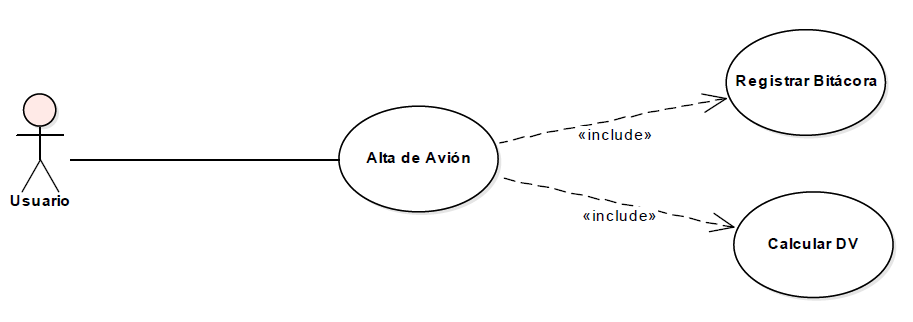 Registrar Bitácora
«include»
Alta de Avión
Usuario
«include»
Calcular DV